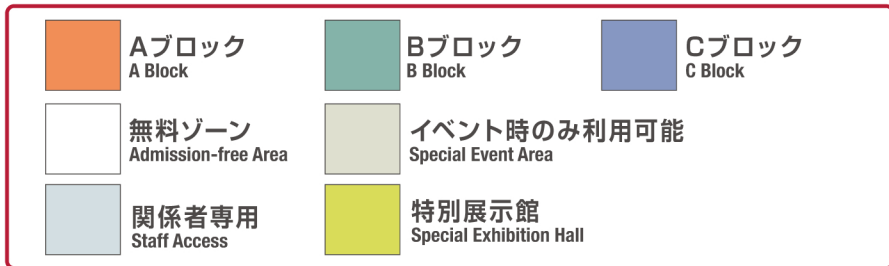 Aブロック
A Block
Bブロック
B Block
Cブロック
C Block
無料ゾーン
Admission-free Area
イベント時のみ利用可能
Special Event Area
関係者専用
Staff Access
特別展示館
Special Exhibition Hall